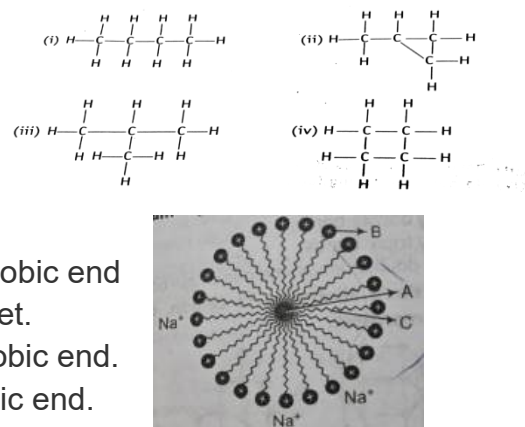 H H H H
(i) H—C—C—C—C—H
H H H H
H H H
(ii) H—C—C—C—H
H C—H
H
H H H
(iii) H—C—C—C—H
H H—C—H H
H
H H
(iv) H—C—C—H
H—C—C—H
H H
obic end
et.
obic end.
ic end.
B
A
C
Na⁺
Na⁺
Na⁺